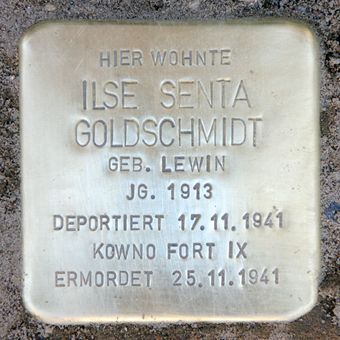 HIER WOHNTE
ILSE SENTA
GOLDSCHMIDT
GEB. LEWIN
JG. 1913
DEPORTIERT 17.11.1941
KOWNO FORT IX
ERMORDET 25.11.1941